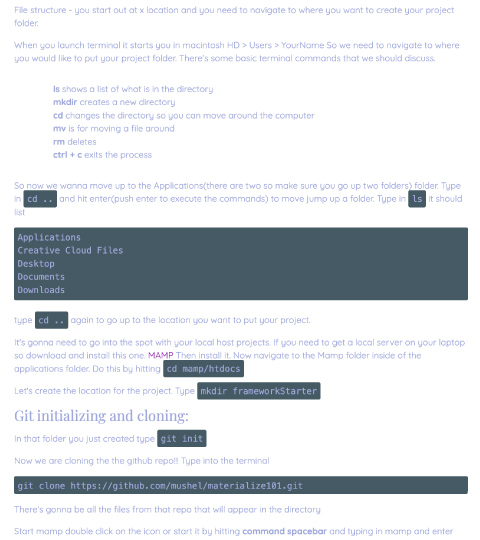 File structure - you start out at x location and you need to navigate to where you want to create your project
folder.
When you launch terminal it starts you in macintosh HD > Users > YourName So we need to navigate to where
you would like to put your project folder. There's some basic terminal commands that we should discuss.
ls shows a list of what is in the directory
mkdir creates a new directory
cd changes the directory so you can move around the computer
mv is for moving a file around
rm deletes
ctrl + c exits the process
So now we wanna move up to the Applications(there are two so make sure you go up two folders) folder. Type
in cd .. and hit enter(push enter to execute the commands) to move jump up a folder. Type in ls it should
list
Applications
Creative Cloud Files
Desktop
Documents
Downloads
type cd .. again to go up to the location you want to put your project.
It's gonna need to go into the spot with your local host projects. If you need to get a local server on your laptop
so download and install this one. MAMP Then install it. Now navigate to the Mamp folder inside of the
applications folder. Do this by hitting cd mamp/htdocs
Let's create the location for the project. Type mkdir frameworkStarter
Git initializing and cloning:
In that folder you just created type git init
Now we are cloning the the github repo!! Type into the terminal
git clone https://github.com/mushel/materialize101.git
There's gonna be all the files from that repo that will appear in the directory
Start mamp double click on the icon or start it by hitting command spacebar and typing in mamp and enter